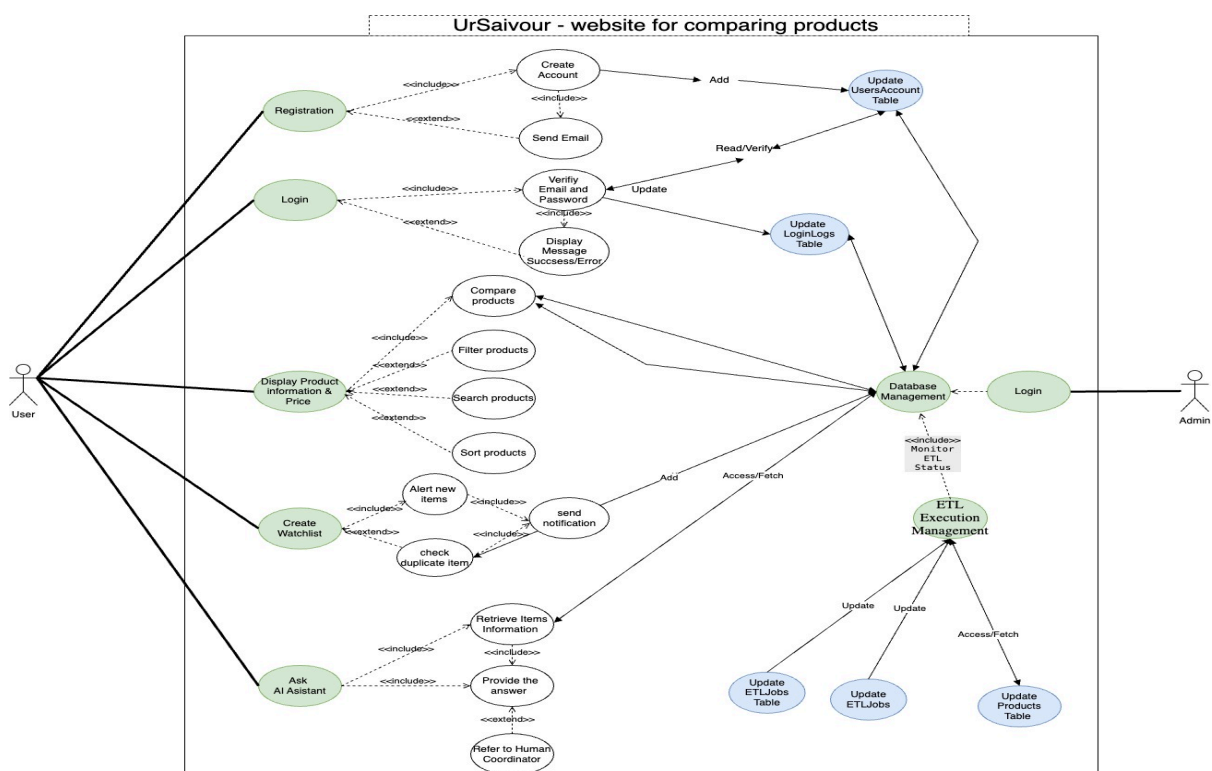 UrSaivour - website for comparing products
Create
Account
<<include>>
Add
Update
UsersAccount
Table
<<include>>
Registration
<<extend>>
Send Email
Read/Verify
Verifiy
Email and
Password
<<include>>
Update
Login
<<include>>
<<extend>>
Update
LoginLogs
Table
Display
Message
Succsess/Error
Compare
products
<<include>>
Filter products
<<extend>>
User
Display Product
information &
Price
<<extend>>
Search products
<<extend>>
Sort products
Database
Management
Login
Admin
<<include>>
Monitor
ETL
Status
Add
Access/Fetch
Alert new
items
<<include>>
<<include>>
Create
Watchlist
<<extend>>
send
notification
<<include>>
check
duplicate item
ETL
Execution
Management
Update
Update
Access/Fetch
Retrieve Items
Information
<<include>>
<<include>>
Ask
AI Asistant
<<include>>
Provide the
answer
<<extend>>
Refer to Human
Coordinator
Update
ETLJobs
Table
Update
ETLJobs
Update
Products
Table